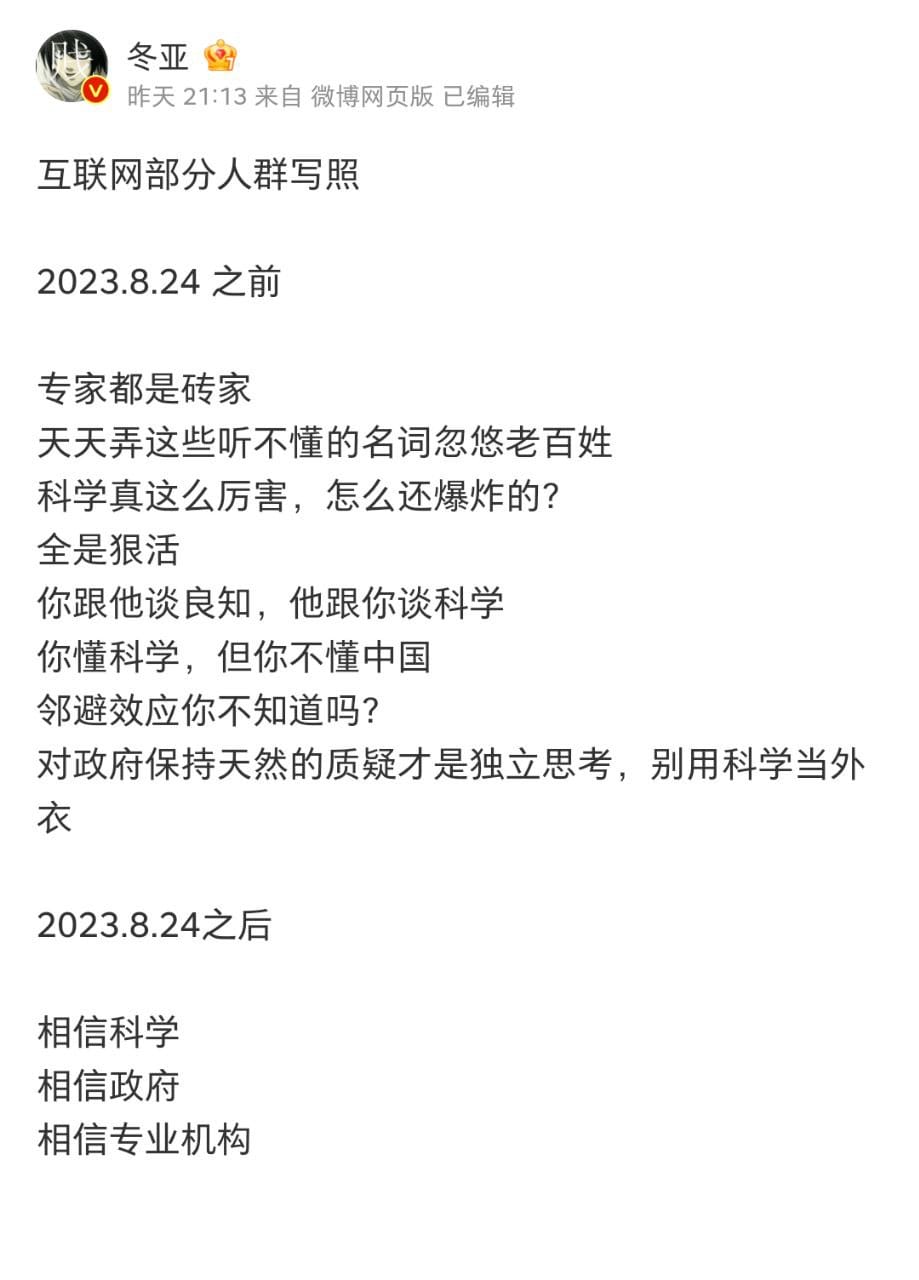 贱
冬亚
昨天 21:13 来自 微博网页版 已编辑
互联网部分人群写照
2023.8.24 之前
专家都是砖家
天天弄这些听不懂的名词忽悠老百姓
科学真这么厉害，怎么还爆炸的？
全是狠活
你跟他谈良知，他跟你谈科学
你懂科学，但你不懂中国
邻避效应你不知道吗？
对政府保持天然的质疑才是独立思考，别用科学当外
衣
2023.8.24之后
相信科学
相信政府
相信专业机构